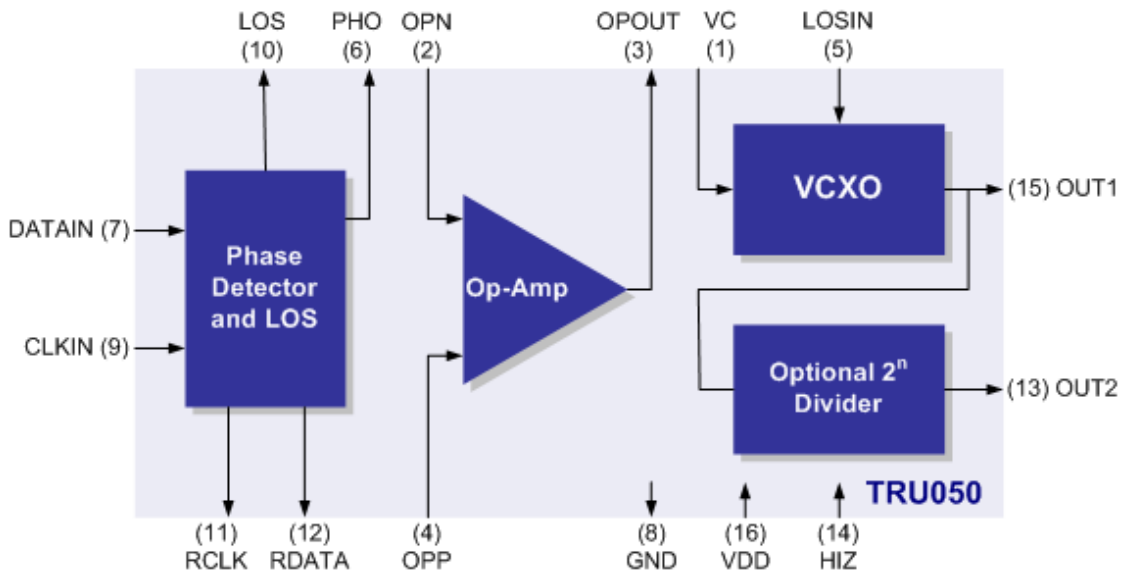 LOS PHO OPN OPOUT VC LOSIN
(10) (6) (2) (3) (1) (5)
VCXO
(15) OUT1
DATAIN (7)
Phase
Detector
and LOS
Op-Amp
CLKIN (9)
Optional 2ⁿ
Divider
(13) OUT2
TRU050
(11) (12) (4) (8) (16) (14)
RCLK RDATA OPP GND VDD HIZ